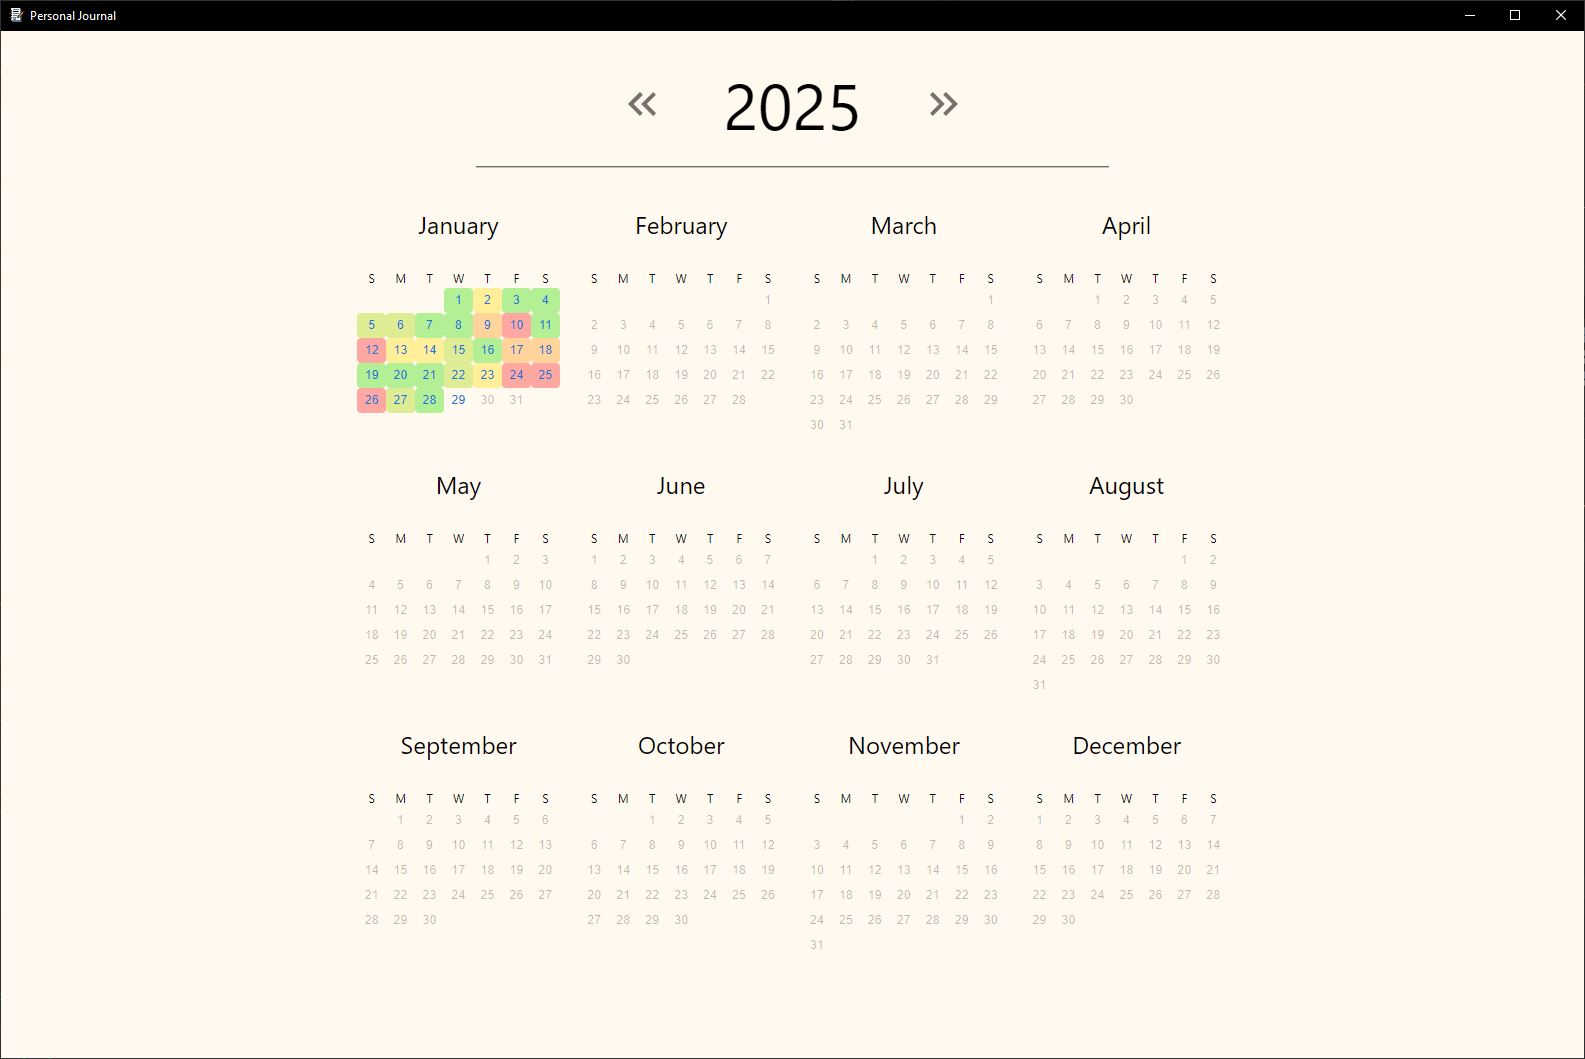 Personal Journal
2025
January
S M T W T F S
1 2 3 4
5 6 7 8 9 10 11
12 13 14 15 16 17 18
19 20 21 22 23 24 25
26 27 28 29 30 31
February
S M T W T F S
1
2 3 4 5 6 7 8
9 10 11 12 13 14 15
16 17 18 19 20 21 22
23 24 25 26 27 28
March
S M T W T F S
1
2 3 4 5 6 7 8
9 10 11 12 13 14 15
16 17 18 19 20 21 22
23 24 25 26 27 28 29
30 31
April
S M T W T F S
1 2 3 4 5
6 7 8 9 10 11 12
13 14 15 16 17 18 19
20 21 22 23 24 25 26
27 28 29 30
May
S M T W T F S
1 2 3
4 5 6 7 8 9 10
11 12 13 14 15 16 17
18 19 20 21 22 23 24
25 26 27 28 29 30 31
June
S M T W T F S
1 2 3 4 5 6 7
8 9 10 11 12 13 14
15 16 17 18 19 20 21
22 23 24 25 26 27 28
29 30
July
S M T W T F S
1 2 3 4 5
6 7 8 9 10 11 12
13 14 15 16 17 18 19
20 21 22 23 24 25 26
27 28 29 30 31
August
S M T W T F S
1 2
3 4 5 6 7 8 9
10 11 12 13 14 15 16
17 18 19 20 21 22 23
24 25 26 27 28 29 30
31
September
S M T W T F S
1 2 3 4 5 6
7 8 9 10 11 12 13
14 15 16 17 18 19 20
21 22 23 24 25 26 27
28 29 30
October
S M T W T F S
1 2 3 4 5
6 7 8 9 10 11 12
13 14 15 16 17 18 19
20 21 22 23 24 25 26
27 28 29 30
November
S M T W T F S
1 2
3 4 5 6 7 8 9
10 11 12 13 14 15 16
17 18 19 20 21 22 23
24 25 26 27 28 29 30
31
December
S M T W T F S
1 2 3 4 5 6 7
8 9 10 11 12 13 14
15 16 17 18 19 20 21
22 23 24 25 26 27 28
29 30